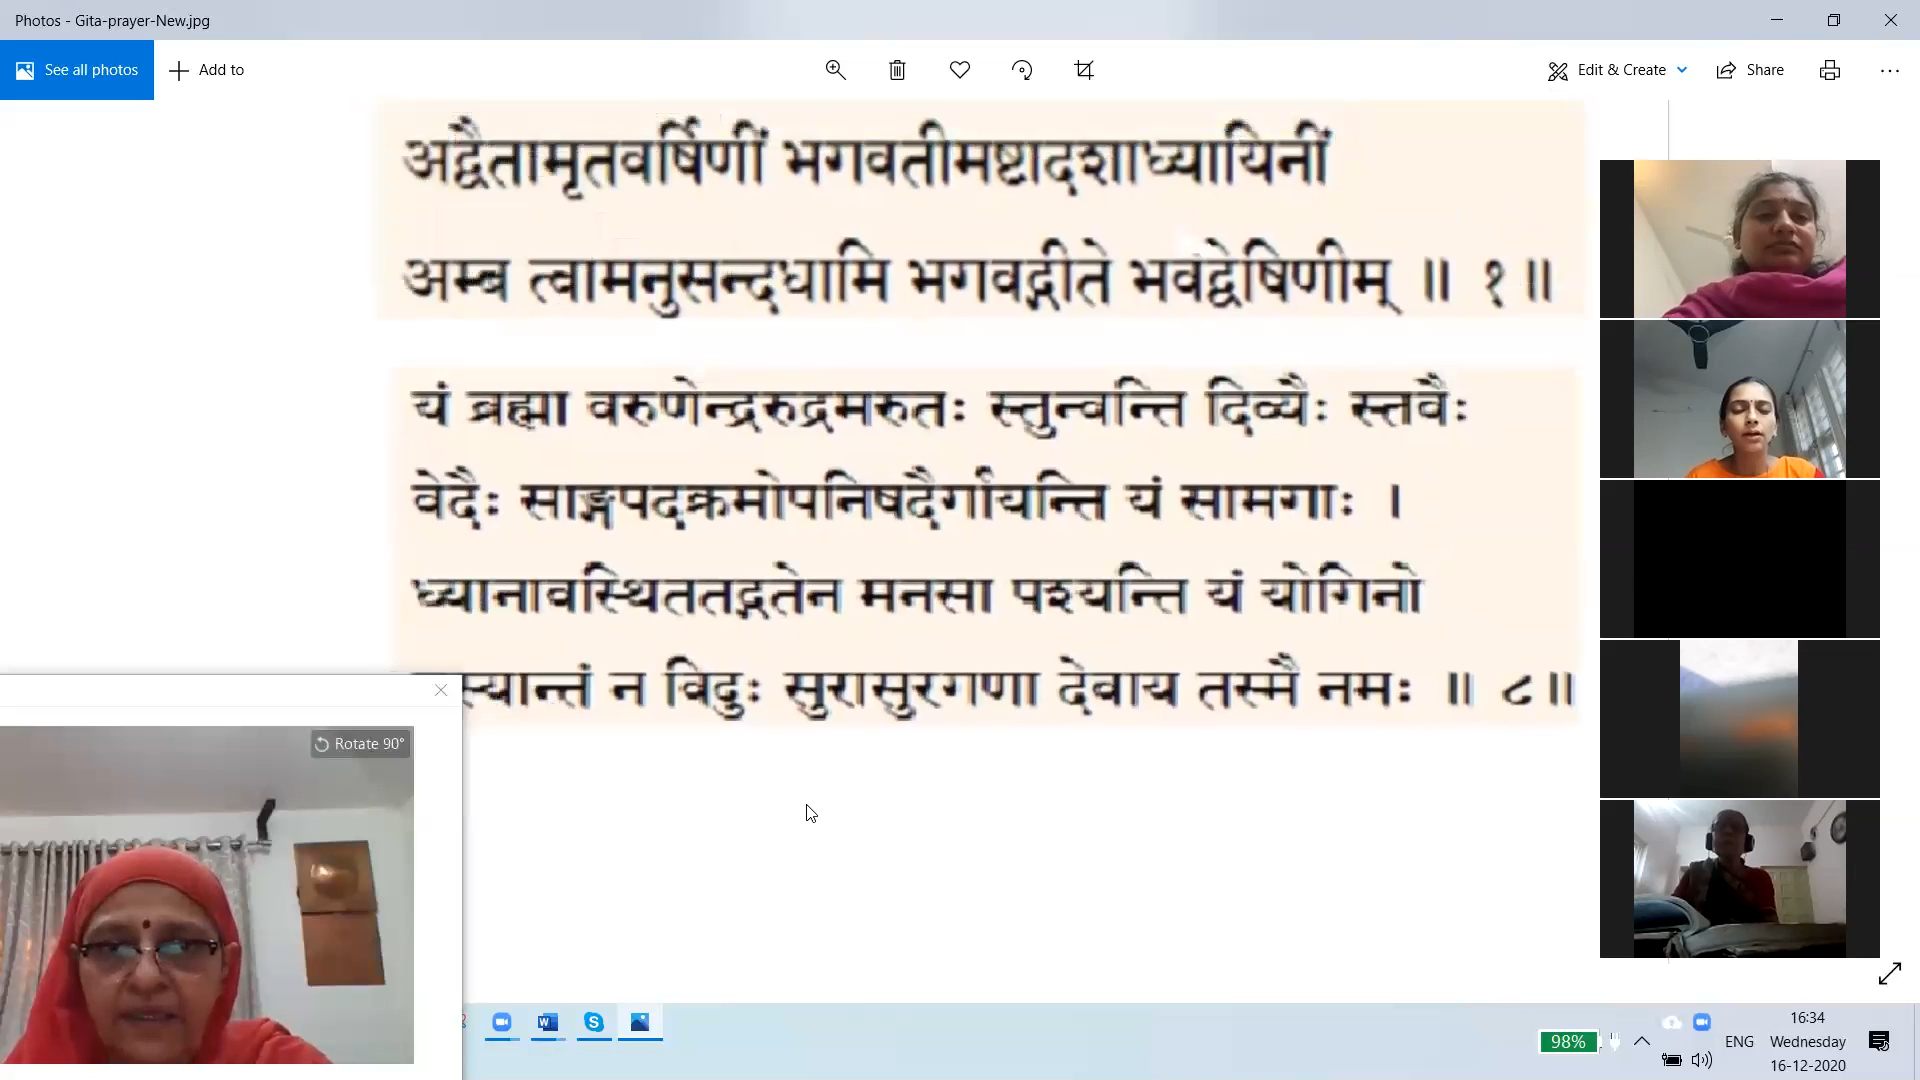 Photos - Gita-prayer-New.jpg
See all photos
Add to
Edit & Create
Share
अद्वैतामृतवर्षिणीं भगवतीमष्टादशाध्यायिनीं
अम्ब त्वामनुसन्दधामि भगवद्गीते भवद्वेषिणीम् ॥ १॥
यं ब्रह्मा वरुणेन्द्ररुद्रमरुतः स्तुन्वन्ति दिव्यैः स्तवैः
वेदैः साङ्गपदक्रमोपनिषदैर्गायन्ति यं सामगाः ।
ध्यानावस्थिततद्गतेन मनसा पश्यन्ति यं योगिनो
स्यान्तं न विदुः सुरासुरगणा देवाय तस्मै नमः ॥ ८॥
Rotate 90°
98%
ENG
16:34
Wednesday
16-12-2020